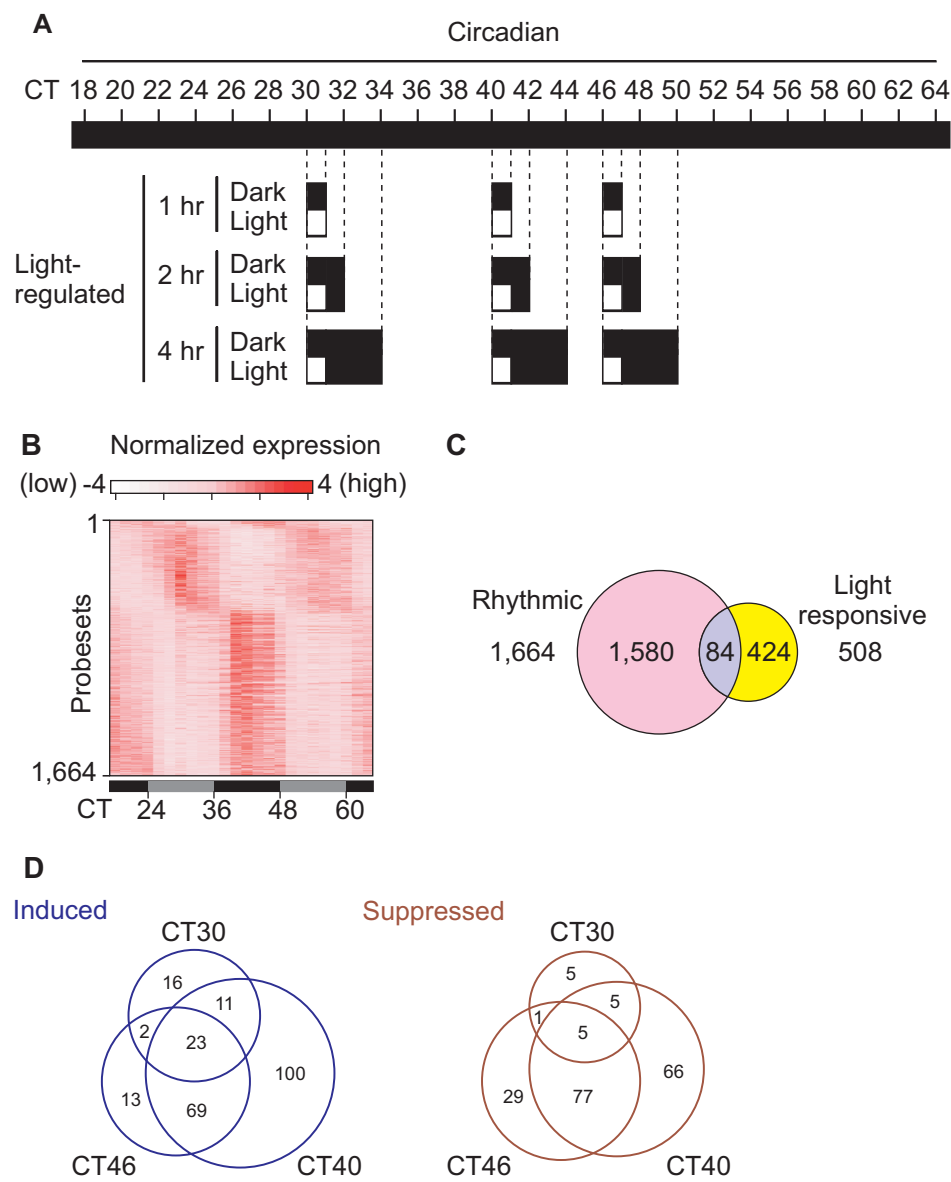 A
Circadian
CT 18 20 22 24 26 28 30 32 34 36 38 40 42 44 46 48 50 52 54 56 58 60 62 64
Light-
regulated
1 hr
Dark
Light
2 hr
Dark
Light
4 hr
Dark
Light
B
Normalized expression
(low) -4 4 (high)
1
Probesets
1,664
CT 24 36 48 60
C
Rhythmic
1,664
1,580 84 424
Light
responsive
508
D
Induced
CT30
16
11
2
23
100
13
69
CT46 CT40
Suppressed
CT30
5
5
1
5
66
29
77
CT46 CT40